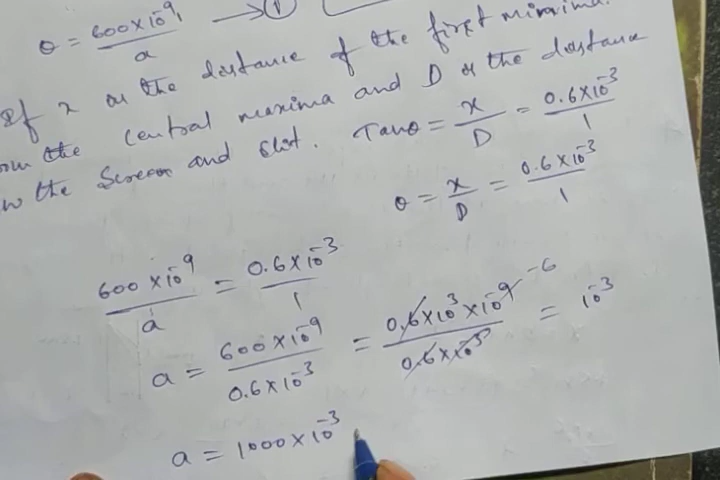 θ = 600×10⁻⁹/a → ①
If x is the distance of the first minima
the central maxima and D is the distance
the screen and slit. Tanθ = x/D = 0.6×10⁻³/1
θ = x/D = 0.6×10⁻³/1
600×10⁻⁹/a = 0.6×10⁻³/1
a = 600×10⁻⁹/0.6×10⁻³ = 0.6×10³×10⁻⁹/0.6×10⁻³ ⁻⁶ = 10⁻³
a = 1000×10⁻³